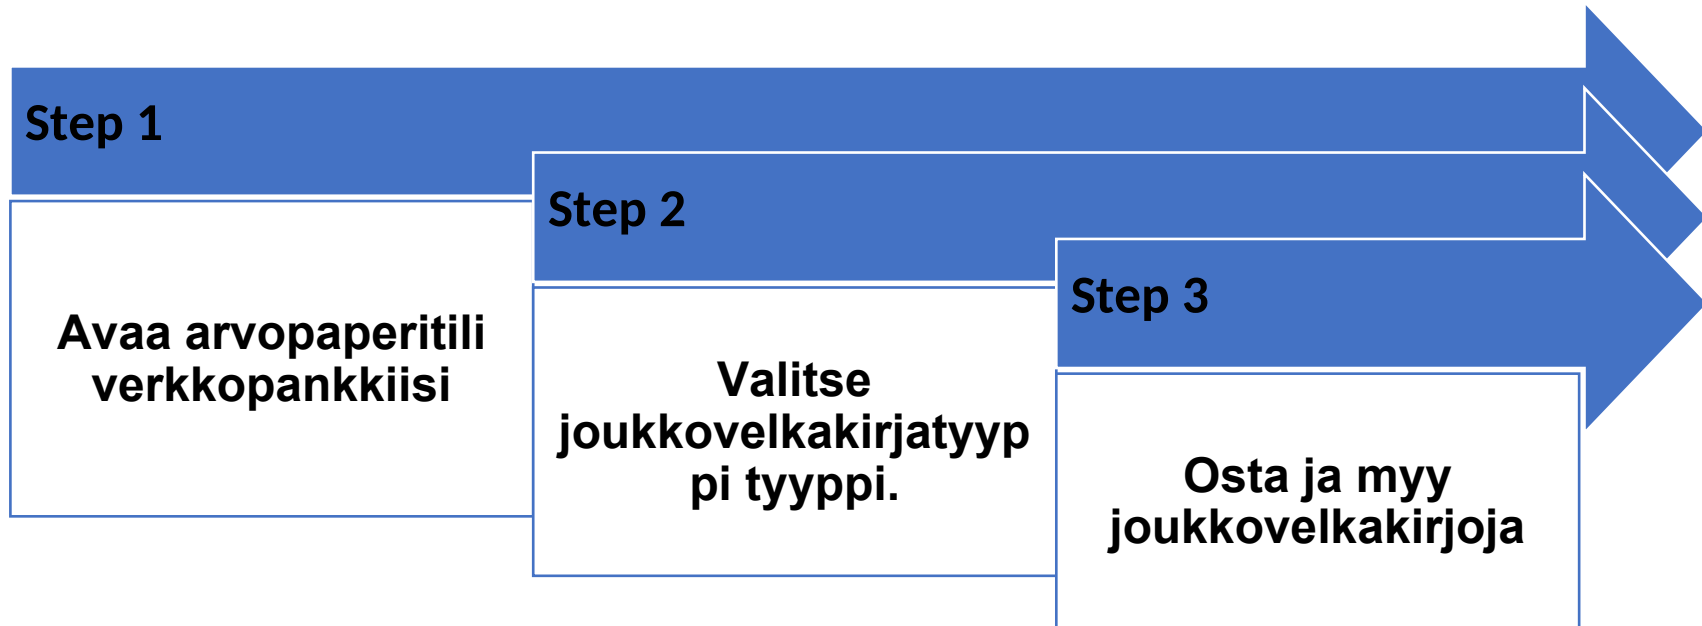 Step 1
Avaa arvopaperitili
verkkopankkiisi
Step 2
Valitse
joukkovelkakirjatyyp
pi tyyppi.
Step 3
Osta ja myy
joukkovelkakirjoja